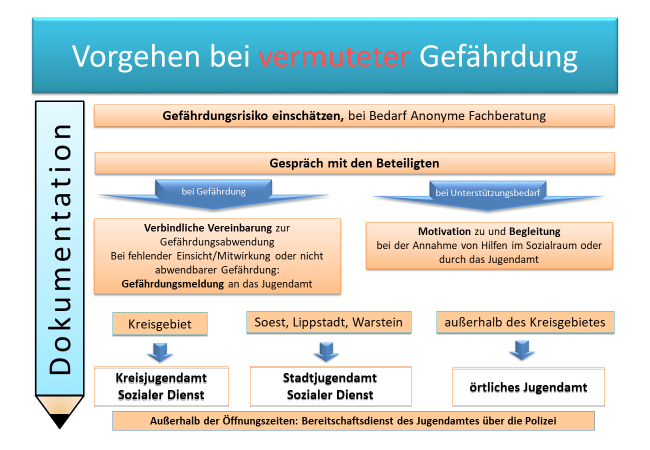 Vorgehen bei vermuteter Gefährdung
Dokumentation
Gefährdungsrisiko einschätzen, bei Bedarf Anonyme Fachberatung
Gespräch mit den Beteiligten
bei Gefährdung
bei Unterstützungsbedarf
Verbindliche Vereinbarung zur
Gefährdungsabwendung
Bei fehlender Einsicht/Mitwirkung oder nicht
abwendbarer Gefährdung:
Gefährdungsmeldung an das Jugendamt
Motivation zu und Begleitung
bei der Annahme von Hilfen im Sozialraum oder
durch das Jugendamt
Kreisgebiet
Soest, Lippstadt, Warstein
außerhalb des Kreisgebietes
Kreisjugendamt
Sozialer Dienst
Stadtjugendamt
Sozialer Dienst
örtliches Jugendamt
Außerhalb der Öffnungszeiten: Bereitschaftsdienst des Jugendamtes über die Polizei